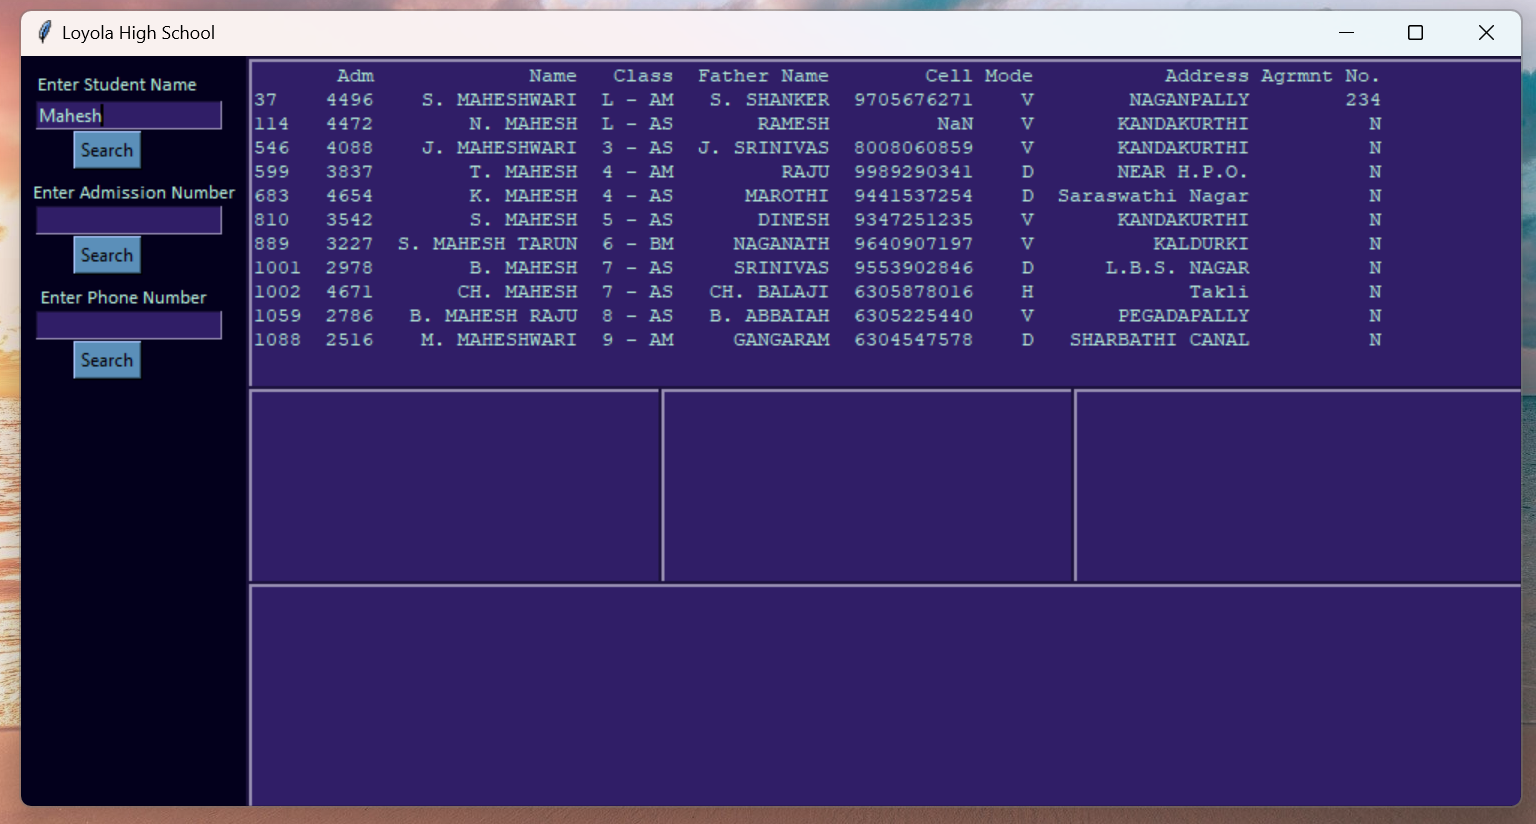 Loyola High School
Enter Student Name
Mahesh
Search
Enter Admission Number
Search
Enter Phone Number
Search
Adm Name Class Father Name Cell Mode Address Agrmnt No.
37 4496 S. MAHESHWARI L - AM S. SHANKER 9705676271 V NAGANPALLY 234
114 4472 N. MAHESH L - AS RAMESH NaN V KANDAKURTHI N
546 4088 J. MAHESHWARI 3 - AS J. SRINIVAS 8008060859 V KANDAKURTHI N
599 3837 T. MAHESH 4 - AM RAJU 9989290341 D NEAR H.P.O. N
683 4654 K. MAHESH 4 - AS MAROTHI 9441537254 D Saraswathi Nagar N
810 3542 S. MAHESH 5 - AS DINESH 9347251235 V KANDAKURTHI N
889 3227 S. MAHESH TARUN 6 - BM NAGANATH 9640907197 V KALDURKI N
1001 2978 B. MAHESH 7 - AS SRINIVAS 9553902846 D L.B.S. NAGAR N
1002 4671 CH. MAHESH 7 - AS CH. BALAJI 6305878016 H Takli N
1059 2786 B. MAHESH RAJU 8 - AS B. ABBAIAH 6305225440 V PEGADAPALLY N
1088 2516 M. MAHESHWARI 9 - AM GANGARAM 6304547578 D SHARBATHI CANAL N